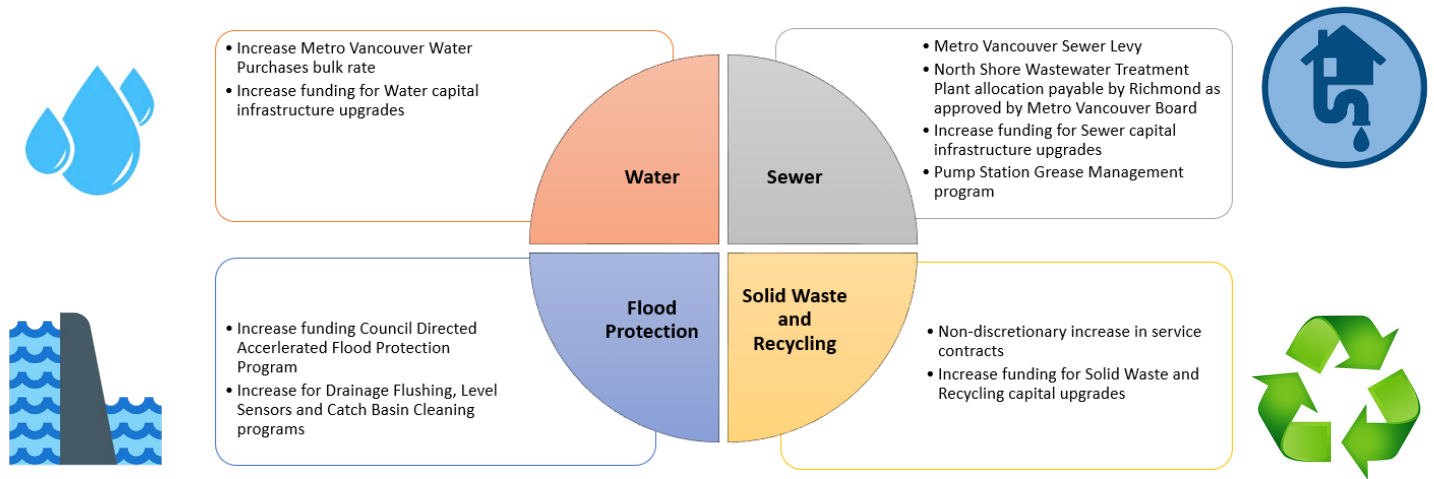 • Increase Metro Vancouver Water
Purchases bulk rate
• Increase funding for Water capital
infrastructure upgrades
Water
• Metro Vancouver Sewer Levy
• North Shore Wastewater Treatment
Plant allocation payable by Richmond as
approved by Metro Vancouver Board
• Increase funding for Sewer capital
infrastructure upgrades
• Pump Station Grease Management
program
Sewer
• Increase funding Council Directed
Accerlerated Flood Protection
Program
• Increase for Drainage Flushing, Level
Sensors and Catch Basin Cleaning
programs
Flood
Protection
Solid Waste
and
Recycling
• Non-discretionary increase in service
contracts
• Increase funding for Solid Waste and
Recycling capital upgrades